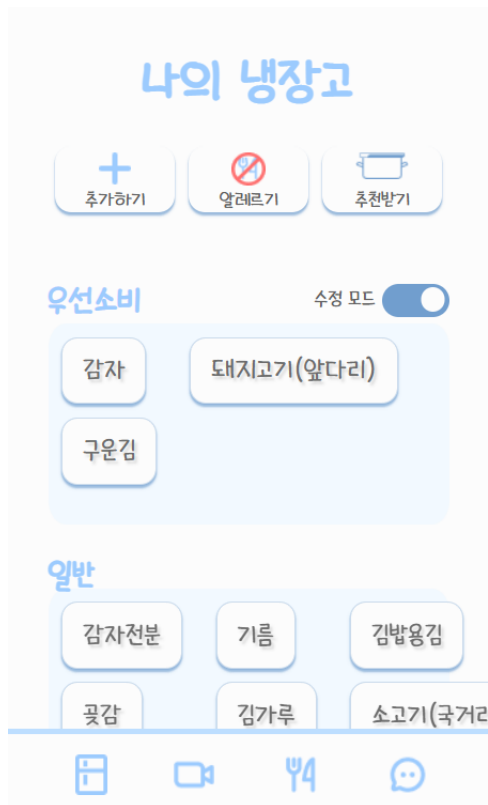 나의 냉장고
추가하기 알레르기 추천받기
우선소비 수정 모드
감자 돼지고기(앞다리)
구운김
일반
감자전분 기름 김밥용김
곶감 김가루 소고기(국거리